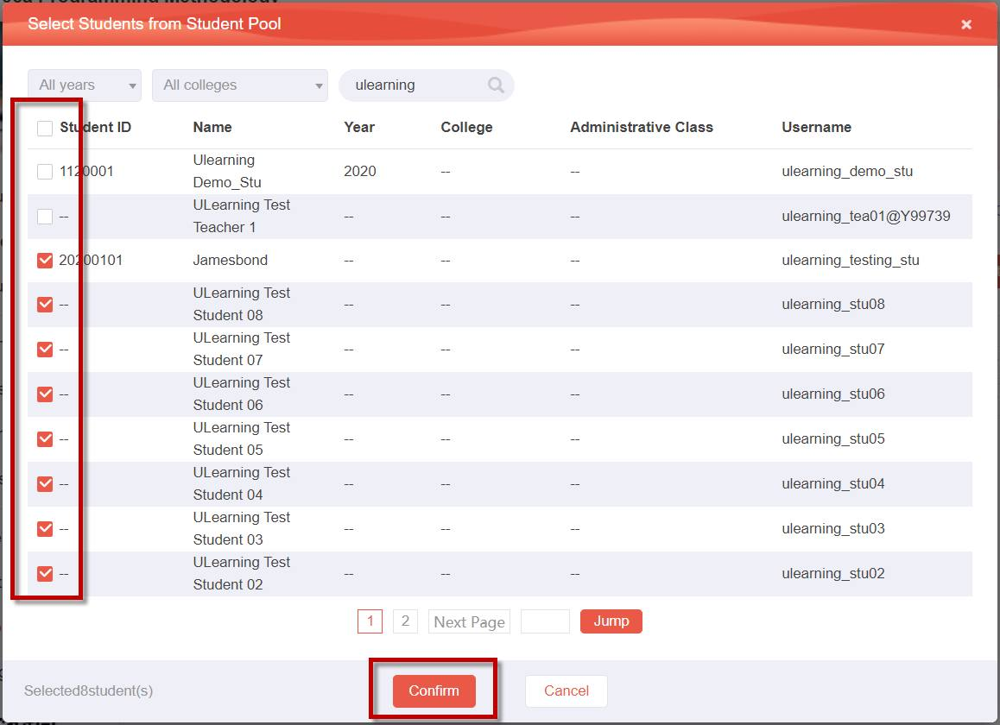 Select Students from Student Pool
All years All colleges ulearning
Student ID Name Year College Administrative Class Username
1120001 Ulearning Demo_Stu 2020 -- -- ulearning_demo_stu
-- ULearning Test Teacher 1 -- -- -- ulearning_tea01@Y99739
20200101 Jamesbond -- -- -- ulearning_testing_stu
-- ULearning Test Student 08 -- -- -- ulearning_stu08
-- ULearning Test Student 07 -- -- -- ulearning_stu07
-- ULearning Test Student 06 -- -- -- ulearning_stu06
-- ULearning Test Student 05 -- -- -- ulearning_stu05
-- ULearning Test Student 04 -- -- -- ulearning_stu04
-- ULearning Test Student 03 -- -- -- ulearning_stu03
-- ULearning Test Student 02 -- -- -- ulearning_stu02
1 2 Next Page Jump
Selected8student(s) Confirm Cancel